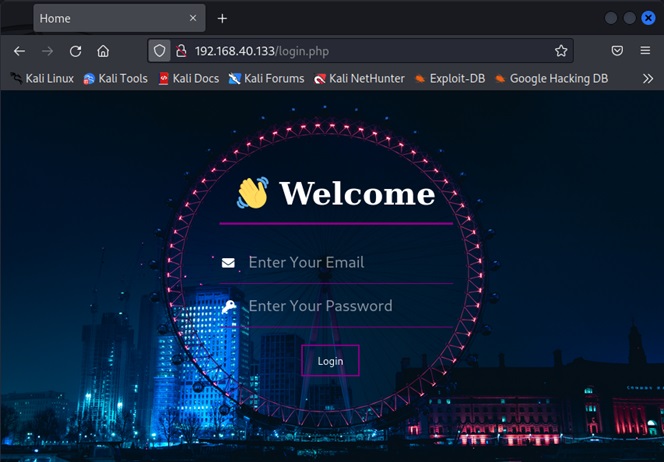 Home
192.168.40.133/login.php
Kali Linux Kali Tools Kali Docs Kali Forums Kali NetHunter Exploit-DB Google Hacking DB
👋 Welcome
Enter Your Email
Enter Your Password
Login